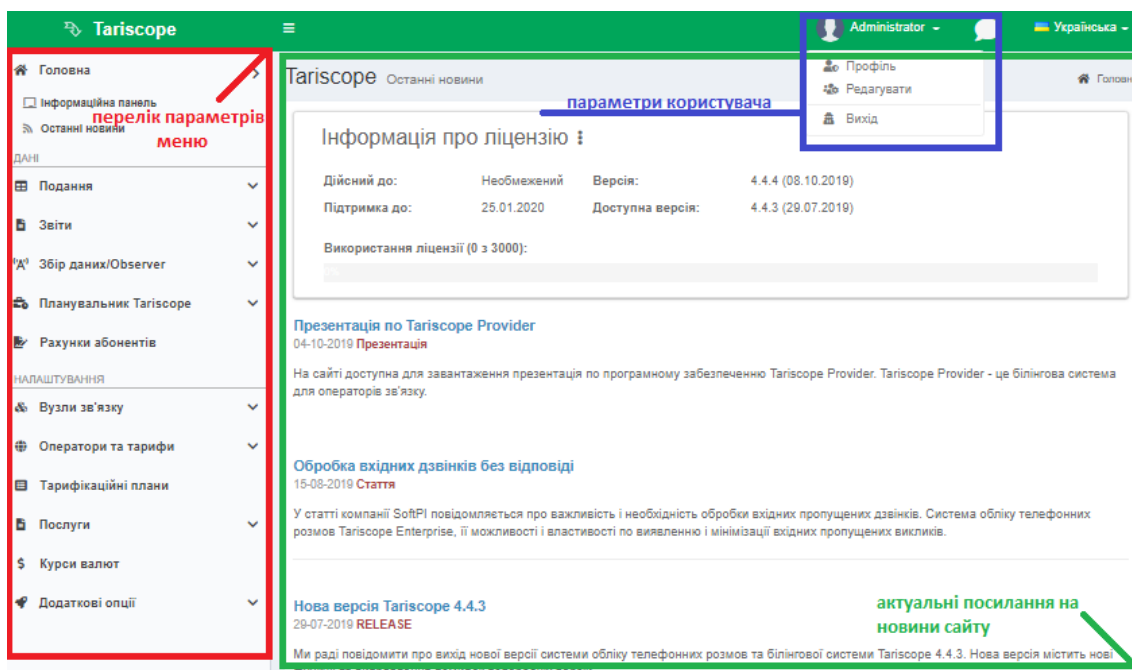 Tariscope
Administrator
Українська
Головна
Інформаційна панель
Останні новини
перелік параметрів
меню
ДАНІ
Подання
Звіти
Збір даних/Observer
Планувальник Tariscope
Рахунки абонентів
НАЛАШТУВАННЯ
Вузли зв'язку
Оператори та тарифи
Тарифікаційні плани
Послуги
Курси валют
Додаткові опції
Tariscope Останні новини
Профіль
Редагувати
Вихід
параметри користувача
Інформація про ліцензію
Дійсний до: Необмежений Версія: 4.4.4 (08.10.2019)
Підтримка до: 25.01.2020 Доступна версія: 4.4.3 (29.07.2019)
Використання ліцензії (0 з 3000):
Презентація по Tariscope Provider
04-10-2019 Презентація
На сайті доступна для завантаження презентація по програмному забезпеченню Tariscope Provider. Tariscope Provider - це білінгова система
для операторів зв'язку.
Обробка вхідних дзвінків без відповіді
15-08-2019 Стаття
У статті компанії SoftPI повідомляється про важливість і необхідність обробки вхідних пропущених дзвінків. Система обліку телефонних
розмов Tariscope Enterprise, її можливості і властивості по виявленню і мінімізації вхідних пропущених викликів.
Нова версія Tariscope 4.4.3
29-07-2019 RELEASE
актуальні посилання на
новини сайту
Ми раді повідомити про вихід нової версії системи обліку телефонних розмов та білінгової системи Tariscope 4.4.3. Нова версія містить нові